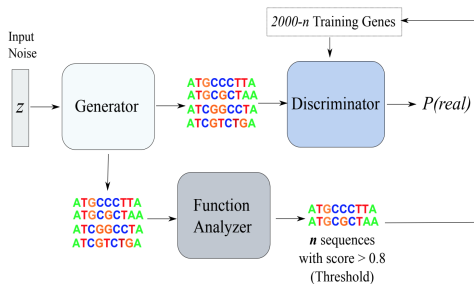 Input
Noise
z
Generator
ATGCCCTTA
ATGCGCTAA
ATCGGCCTA
ATCGTCTGA
2000-n Training Genes
Discriminator
P(real)
ATGCCCTTA
ATGCGCTAA
ATCGGCCTA
ATCGTCTGA
Function
Analyzer
ATGCCCTTA
ATGCGCTAA
n sequences
with score > 0.8
(Threshold)